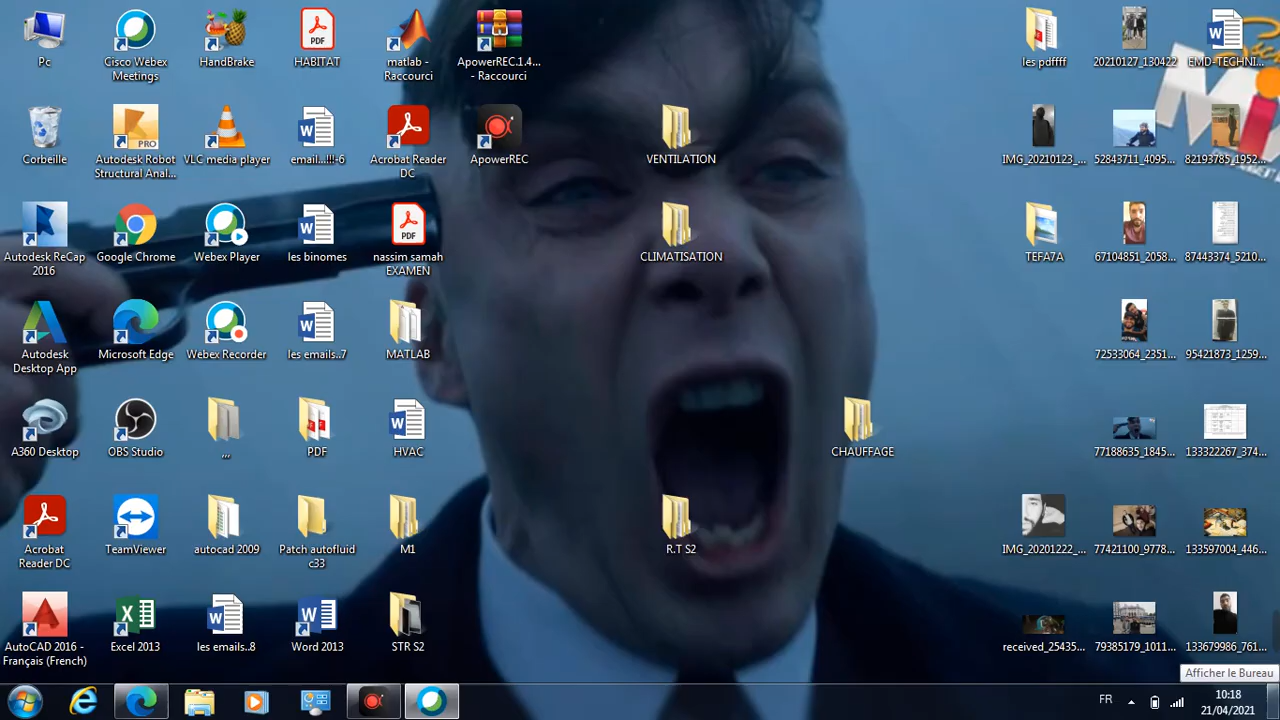 Pc
Cisco Webex
Meetings
HandBrake
HABITAT
matlab -
Raccourci
ApowerREC.1.4...
- Raccourci
les pdffff
20210127_130422
EMD-TECHNI...
Corbeille
Autodesk Robot
Structural Anal...
VLC media player
email...!!!-6
Acrobat Reader
DC
ApowerREC
VENTILATION
IMG_20210123_...
52843711_4095...
82193785_1952...
Autodesk ReCap
2016
Google Chrome
Webex Player
les binomes
nassim samah
EXAMEN
CLIMATISATION
TEFA7A
67104851_2058...
87443374_5210...
Autodesk
Desktop App
Microsoft Edge
Webex Recorder
les emails..7
MATLAB
72533064_2351...
95421873_1259...
A360 Desktop
OBS Studio
,,,
PDF
HVAC
CHAUFFAGE
77188635_1845...
133322267_374...
Acrobat
Reader DC
TeamViewer
autocad 2009
Patch autofluid
c33
M1
R.T S2
IMG_20201222_...
77421100_9778...
133597004_446...
AutoCAD 2016 -
Français (French)
Excel 2013
les emails..8
Word 2013
STR S2
received_25435...
79385179_1011...
133679986_761...
Afficher le Bureau
FR
10:18
21/04/2021